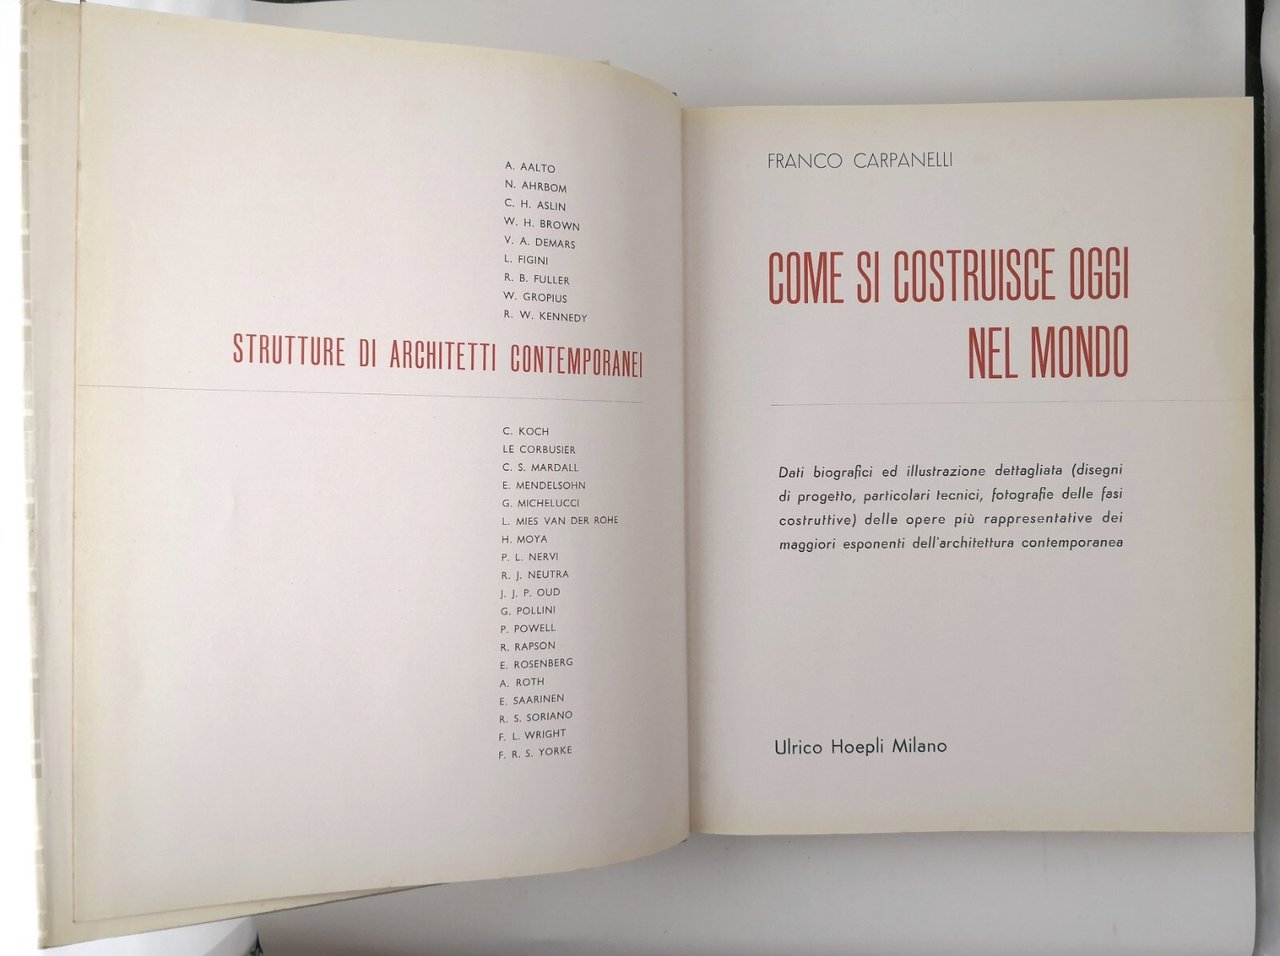 A. AALTO
N. AHRBOM
C. H. ASLIN
W. H. BROWN
V. A. DEMARS
L. FIGINI
R. B. FULLER
W. GROPIUS
R. W. KENNEDY
STRUTTURE DI ARCHITETTI CONTEMPORANEI
C. KOCH
LE CORBUSIER
C. S. MARDALL
E. MENDELSOHN
G. MICHELUCCI
L. MIES VAN DER ROHE
H. MOYA
P. L. NERVI
R. J. NEUTRA
J. J. P. OUD
G. POLLINI
P. POWELL
R. RAPSON
E. ROSENBERG
A. ROTH
E. SAARINEN
R. S. SORIANO
F. L. WRIGHT
F. R. S. YORKE
FRANCO CARPANELLI
COME SI COSTRUISCE OGGI
NEL MONDO
Dati biografici ed illustrazione dettagliata (disegni
di progetto, particolari tecnici, fotografie delle fasi
costruttive) delle opere più rappresentative dei
maggiori esponenti dell'architettura contemporanea
Ulrico Hoepli Milano